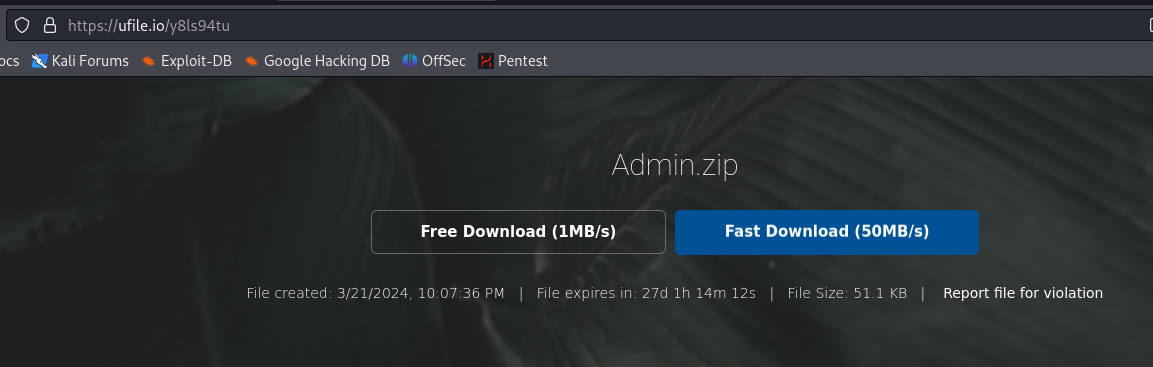 https://ufile.io/y8ls94tu
ocs Kali Forums Exploit-DB Google Hacking DB OffSec Pentest
Admin.zip
Free Download (1MB/s) Fast Download (50MB/s)
File created: 3/21/2024, 10:07:36 PM | File expires in: 27d 1h 14m 12s | File Size: 51.1 KB | Report file for violation